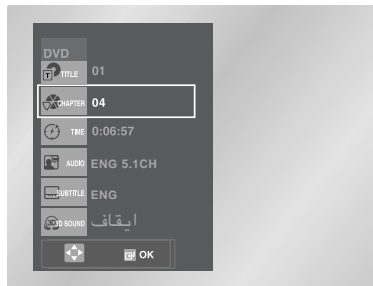 DVD
T TITLE 01
CHAPTER 04
TIME 0:06:57
AUDIO ENG 5.1CH
SUBTITLE ENG
3D 3D SOUND ايقاف
OK